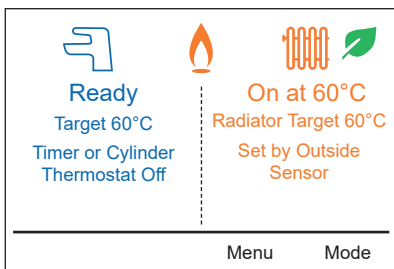 Ready
Target 60°C
Timer or Cylinder
Thermostat Off
On at 60°C
Radiator Target 60°C
Set by Outside
Sensor
Menu
Mode